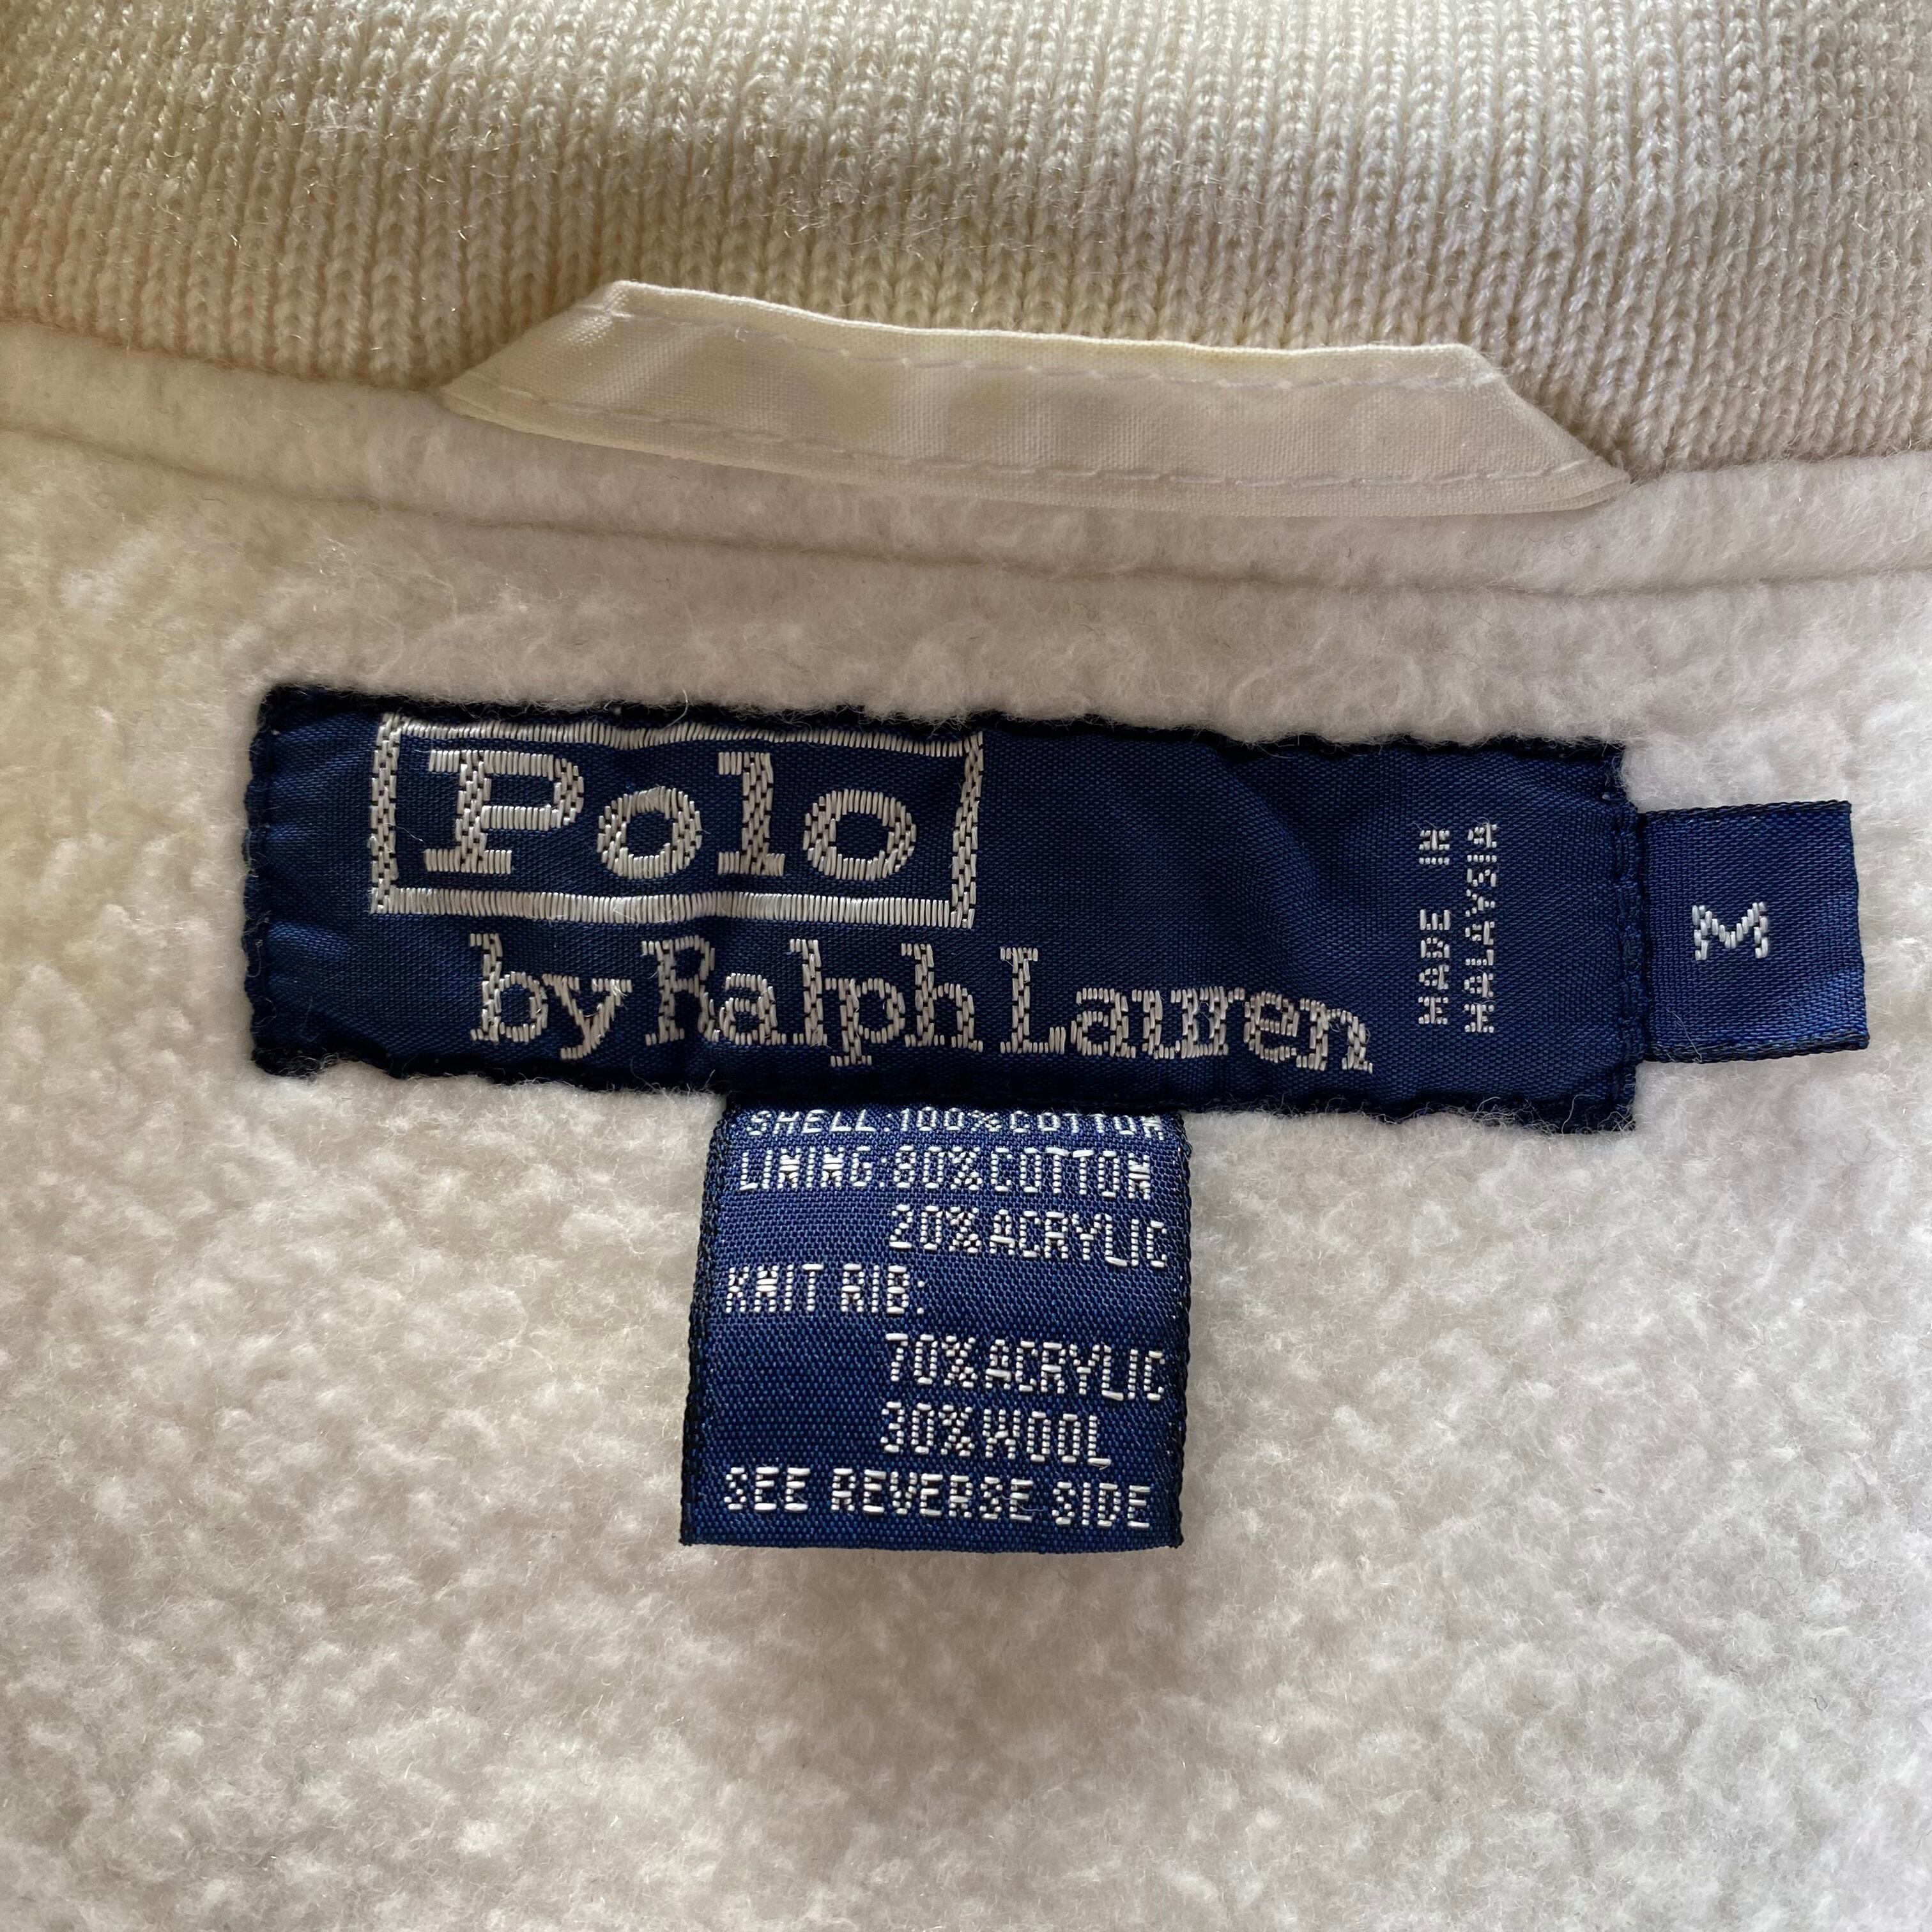 Polo
by Ralph Lauren
MADE IN
MALAYSIA
M
SHELL:100%COTTON
LINING:80%COTTON
20%ACRYLIC
KNIT RIB:
70%ACRYLIC
30%WOOL
SEE REVERSE SIDE